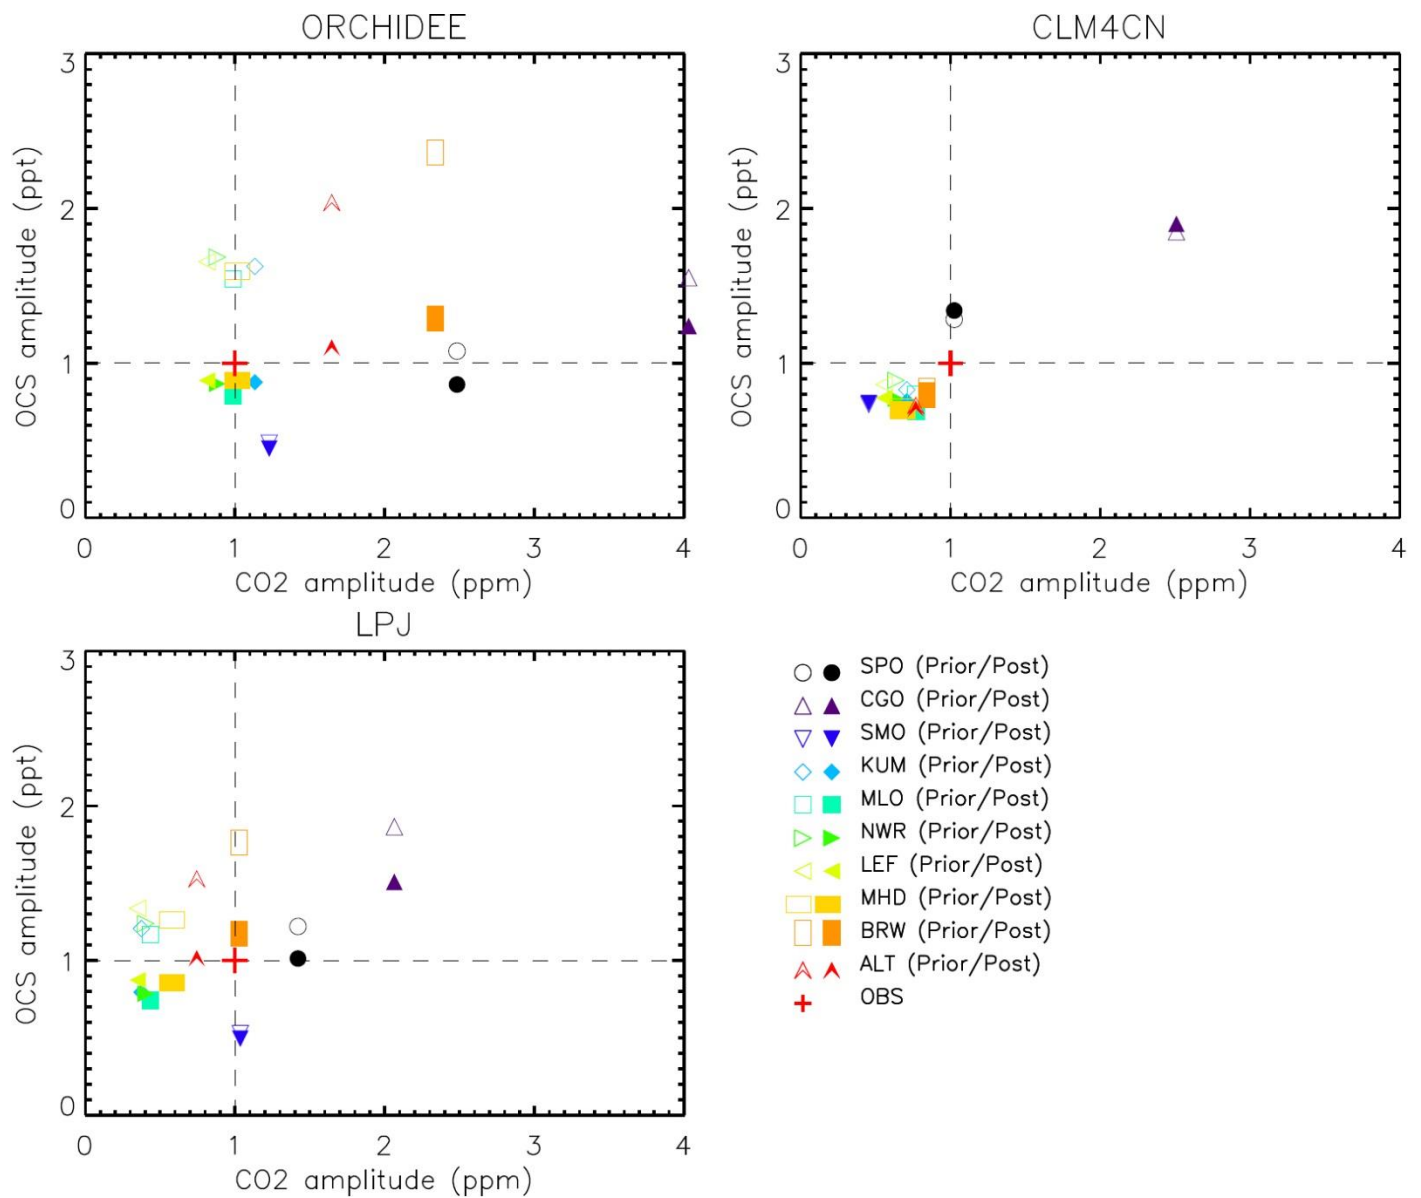 ORCHIDEE
3
2
1
0
OCS amplitude (ppt)
0 1 2 3 4
CO2 amplitude (ppm)
CLM4CN
3
2
1
0
OCS amplitude (ppt)
0 1 2 3 4
CO2 amplitude (ppm)
LPJ
3
2
1
0
OCS amplitude (ppt)
0 1 2 3 4
CO2 amplitude (ppm)
SPO (Prior/Post)
CGO (Prior/Post)
SMO (Prior/Post)
KUM (Prior/Post)
MLO (Prior/Post)
NWR (Prior/Post)
LEF (Prior/Post)
MHD (Prior/Post)
BRW (Prior/Post)
ALT (Prior/Post)
OBS